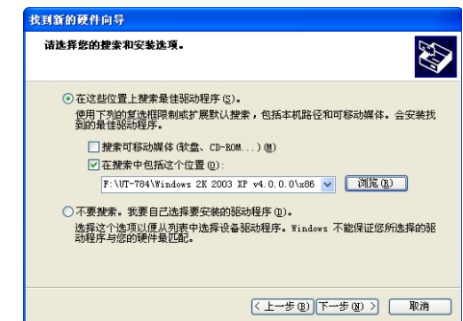 找到新的硬件向导
请选择您的搜索和安装选项。
在这些位置上搜索最佳驱动程序(S)。
使用下列的复选框限制或扩展默认搜索，包括本机路径和可移动媒体。会安装找
到的最佳驱动程序。
搜索可移动媒体(软盘、CD-ROM...)(M)
在搜索中包括这个位置(O):
F:\UT-784\Windows 2K 2003 XP v4.0.0.0\x86
浏览(R)
不要搜索。我要自己选择要安装的驱动程序(D)。
选择这个选项以便从列表中选择设备驱动程序。Windows 不能保证您所选择的驱
动程序与您的硬件最匹配。
<上一步(B) 下一步(N)> 取消